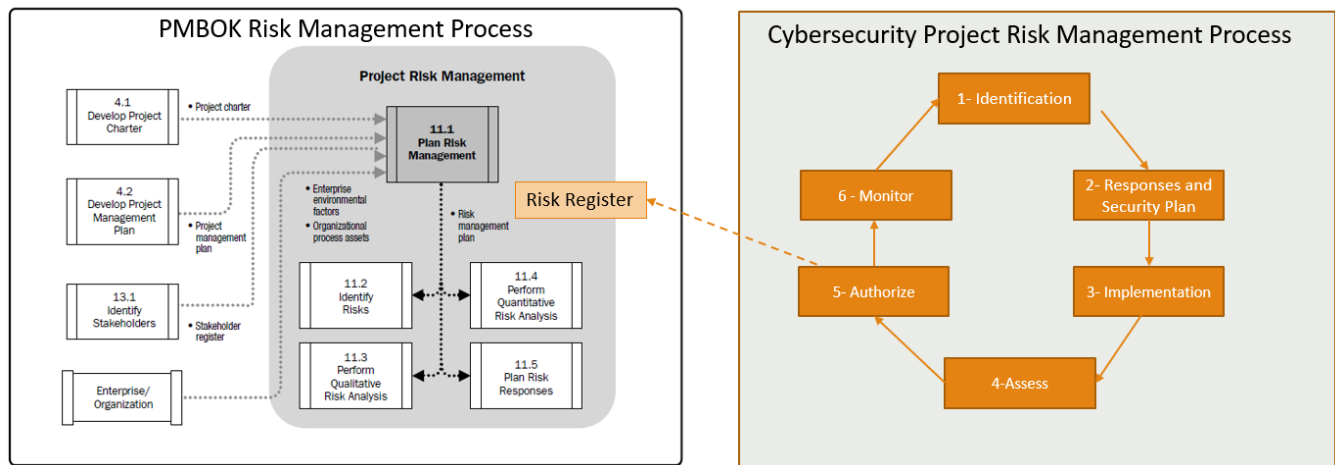 PMBOK Risk Management Process
Project Risk Management
4.1
Develop Project
Charter
• Project charter
11.1
Plan Risk
Management
4.2
Develop Project
Management
Plan
• Project
management
plan
• Enterprise
environmental
factors
• Organizational
process assets
• Risk
management
plan
13.1
Identify
Stakeholders
• Stakeholder
register
11.2
Identify
Risks
11.4
Perform
Quantitative
Risk Analysis
Enterprise/
Organization
11.3
Perform
Qualitative
Risk Analysis
11.5
Plan Risk
Responses
Risk Register
Cybersecurity Project Risk Management Process
1- Identification
2- Responses and
Security Plan
3- Implementation
4-Assess
5- Authorize
6 - Monitor